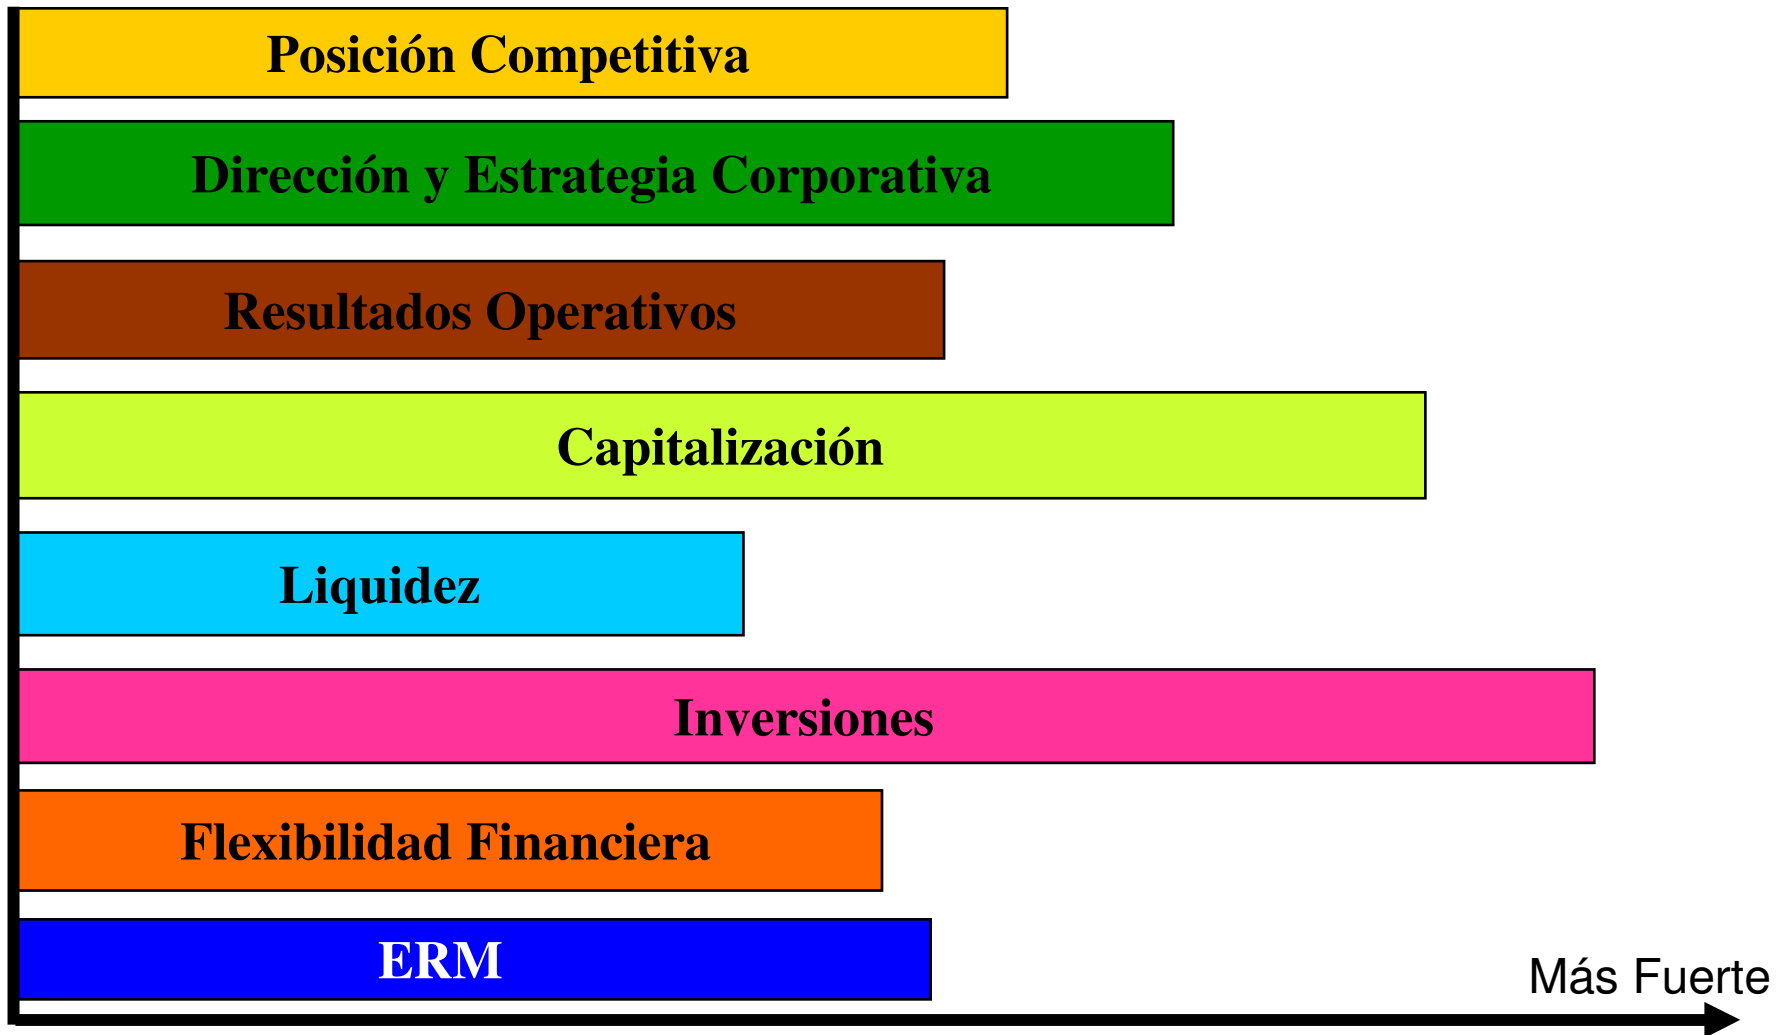 Posición Competitiva
Dirección y Estrategia Corporativa
Resultados Operativos
Capitalización
Liquidez
Inversiones
Flexibilidad Financiera
ERM
Más Fuerte